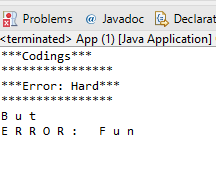 Problems @ Javadoc Declarat
<terminated> App (1) [Java Application]
***Codings***
****************
***Error: Hard***
****************
B u t
E R R O R :   F u n